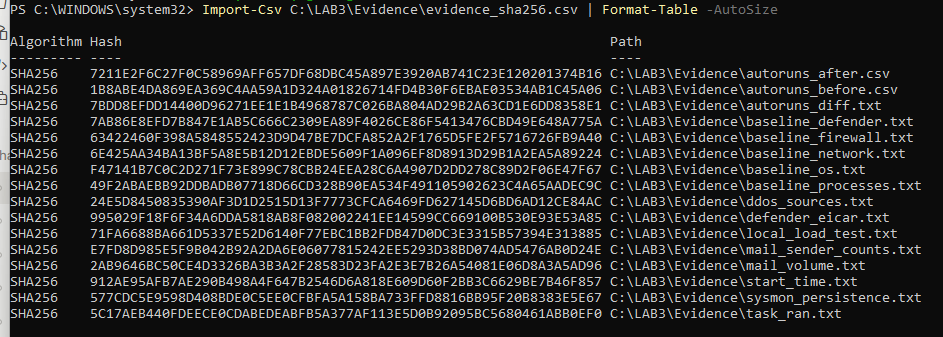 PS C:\WINDOWS\system32> Import-Csv C:\LAB3\Evidence\evidence_sha256.csv | Format-Table -AutoSize
Algorithm Hash Path
--------- ---- ----
SHA256 7211E2F6C27F0C58969AFF657DF68DBC45A897E3920AB741C23E120201374B16 C:\LAB3\Evidence\autoruns_after.csv
SHA256 1B8ABE4DA869EA369C4AA59A1D324A01826714FD4B30F6EBAE03534AB1C45A06 C:\LAB3\Evidence\autoruns_before.csv
SHA256 7BDD8EFDD14400D96271EE1E1B4968787C026BA804AD29B2A63CD1E6DD8358E1 C:\LAB3\Evidence\autoruns_diff.txt
SHA256 7AB86E8EFD7B847E1AB5C666C2309EA89F4026CE86F5413476CBD49E648A775A C:\LAB3\Evidence\baseline_defender.txt
SHA256 63422460F398A5848552423D9D47BE7DCFA852A2F1765D5FE2F5716726FB9A40 C:\LAB3\Evidence\baseline_firewall.txt
SHA256 6E425AA34BA13BF5A8E5B12D12EBDE5609F1A096EF8D8913D29B1A2EA5A89224 C:\LAB3\Evidence\baseline_network.txt
SHA256 F47141B7C0C2D271F73E899C78CBB24EEA28C6A4907D2DD278C89D2F06E47F67 C:\LAB3\Evidence\baseline_os.txt
SHA256 49F2ABAEBB92DDBADB07718D66CD328B90EA534F491105902623C4A65AADEC9C C:\LAB3\Evidence\baseline_processes.txt
SHA256 24E5D8450835390AF3D1D2515D13F7773CFCA6469FD627145D6BD6AD12CE84AC C:\LAB3\Evidence\ddos_sources.txt
SHA256 995029F18F6F34A6DDA5818AB8F082002241EE14599CC669100B530E93E53A85 C:\LAB3\Evidence\defender_eicar.txt
SHA256 71FA6688BA661D5337E52D6140F77EBC1BB2FDB47D0DC3E3315B57394E313885 C:\LAB3\Evidence\local_load_test.txt
SHA256 E7FD8D985E5F9B042B92A2DA6E06077815242EE5293D38BD074AD5476AB0D24E C:\LAB3\Evidence\mail_sender_counts.txt
SHA256 2AB9646BC50CE4D3326BA3B3A2F28583D23FA2E3E7B26A54081E06D8A3A5AD96 C:\LAB3\Evidence\mail_volume.txt
SHA256 912AE95AFB7AE290B498A4F647B2546D6A818E609D60F2BB3C6629BE7B46F857 C:\LAB3\Evidence\start_time.txt
SHA256 577CDC5E9598D408BDE0C5EE0CFBFA5A158BA733FFD8816BB95F20B8383E5E67 C:\LAB3\Evidence\sysmon_persistence.txt
SHA256 5C17AEB440FDEECE0CDABEDEABFB5A377AF113E5D0B92095BC5680461ABB0EF0 C:\LAB3\Evidence\task_ran.txt